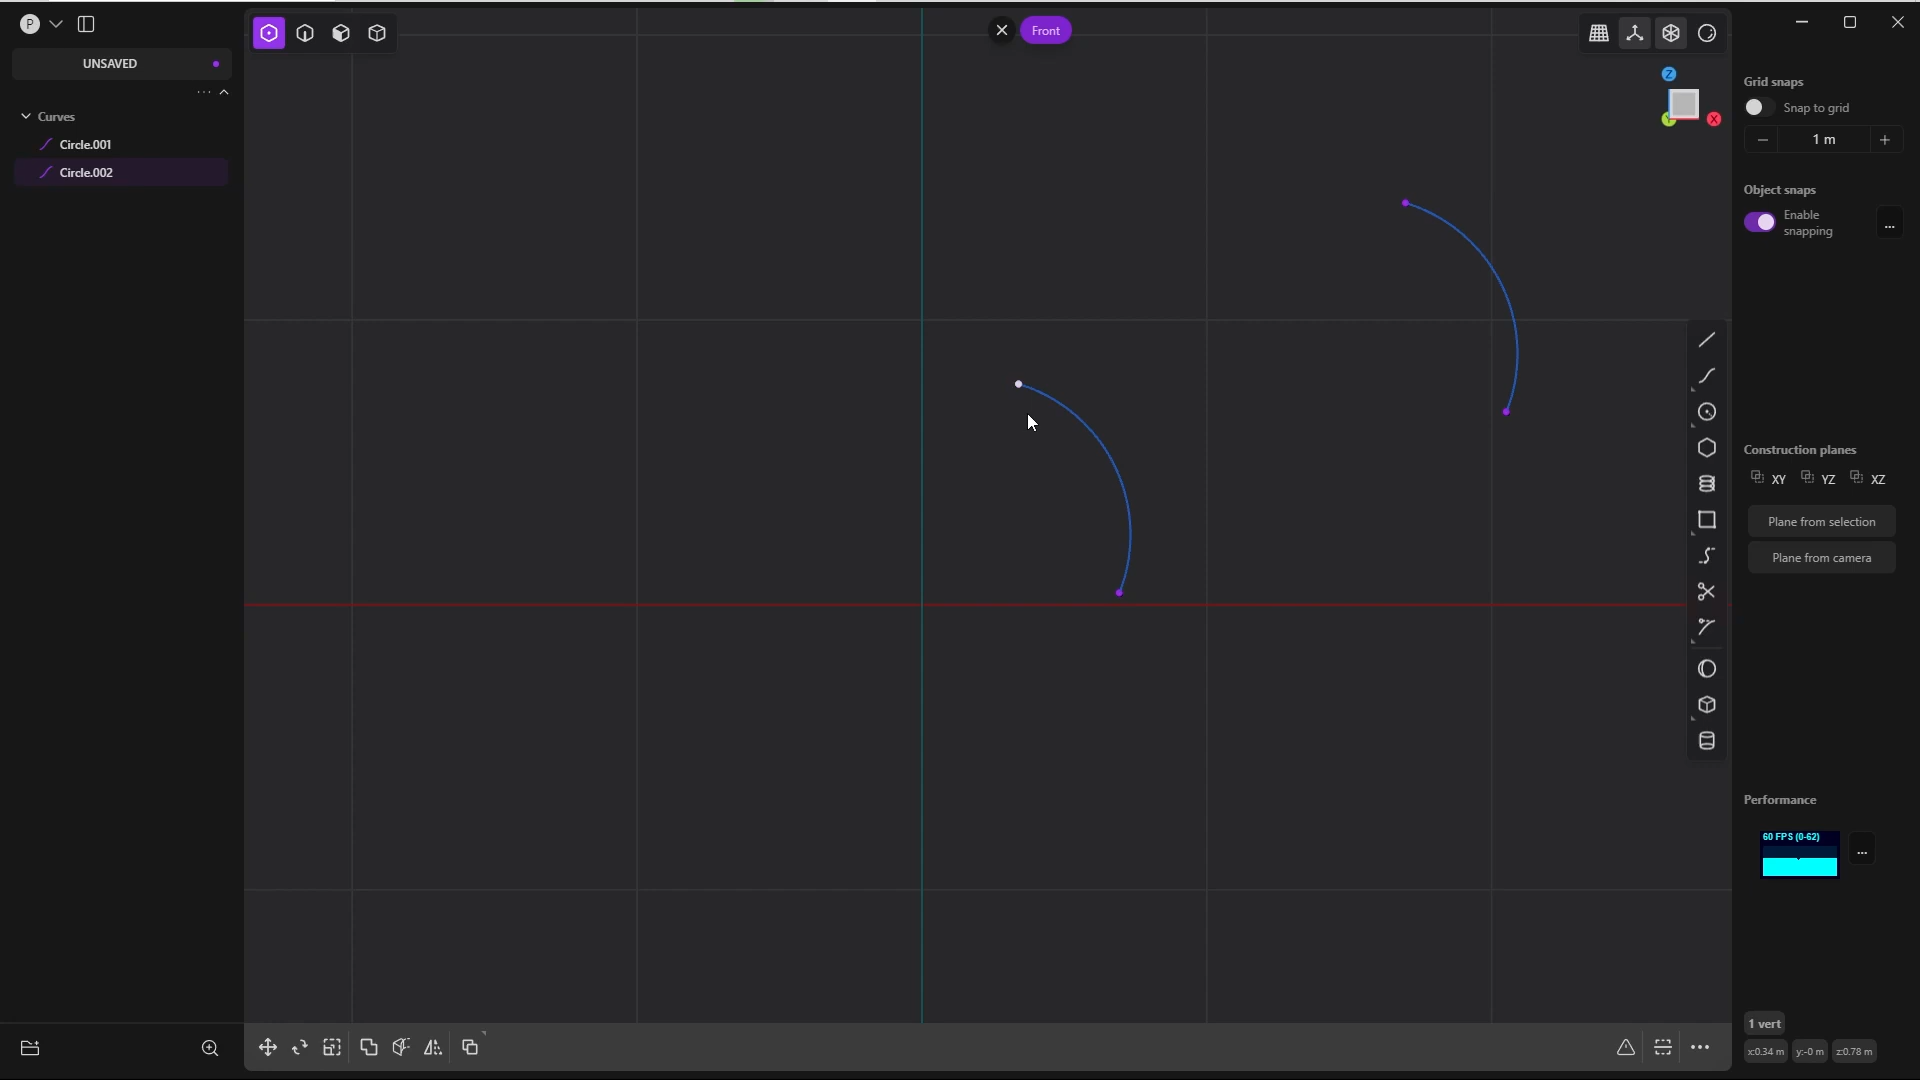 P
UNSAVED
...
Curves
Circle.001
Circle.002
Front
Z
Y
X
Grid snaps
Snap to grid
1 m
Object snaps
Enable
snapping
...
Construction planes
XY
YZ
XZ
Plane from selection
Plane from camera
Performance
60 FPS (0-62)
...
1 vert
x:0.34 m
y:-0 m
z:0.78 m